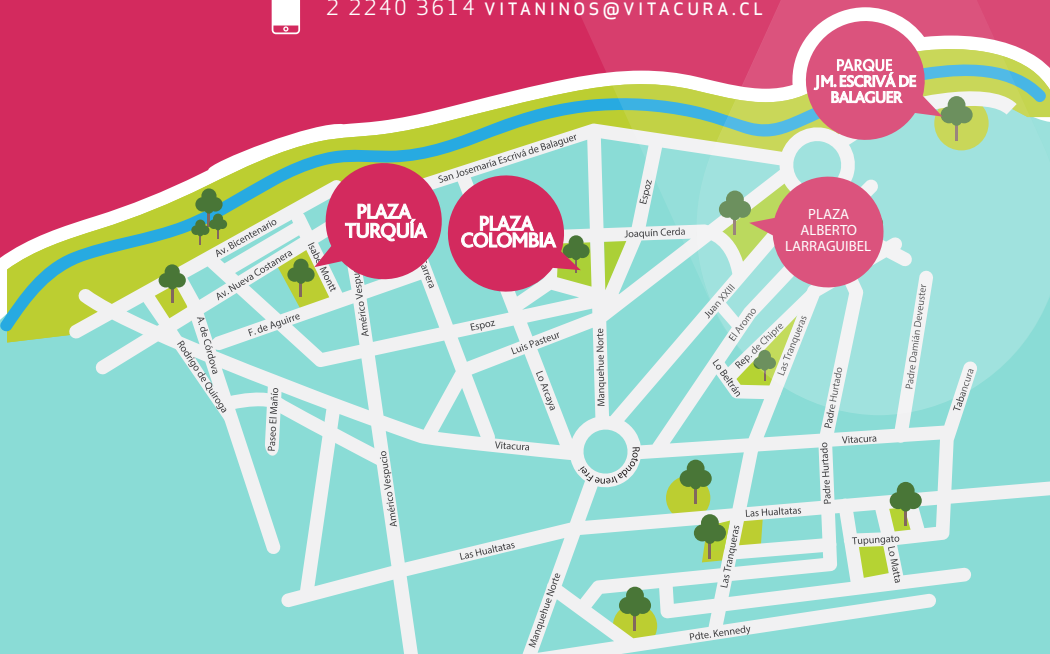 2 2240 3614 VITANINOS@VITACURA.CL
PARQUE
JM. ESCRIVÁ DE
BALAGUER
San Josemaría Escrivá de Balaguer
PLAZA
TURQUÍA
PLAZA
COLOMBIA
PLAZA
ALBERTO
LARRAGUIBEL
Espoz
Joaquín Cerda
Av. Bicentenario
Av. Nueva Costanera
Isabel Montt
F. de Aguirre
A. de Córdova
Rodrigo de Quiroga
Paseo El Mañío
Américo Vespucio
Espoz
Luis Pasteur
Lo Arcaya
Manquehue Norte
Juan XXIII
El Aromo
Rep. de Chipre
Lo Beltrán
Las Tranqueras
Padre Hurtado
Padre Damián Deveuster
Tabancura
Vitacura
Vitacura
Rotonda Irene Frei
Américo Vespucio
Padre Hurtado
Las Hualtatas
Las Hualtatas
Las Tranqueras
Tupungato
Lo Matta
Manquehue Norte
Pdte. Kennedy